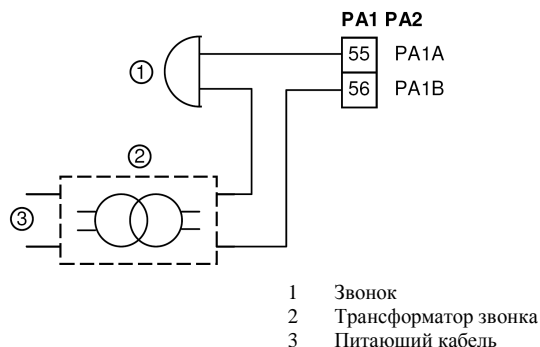 PA1 PA2
55 PA1A
1
56 PA1B
2
3
1 Звонок
2 Трансформатор звонка
3 Питающий кабель